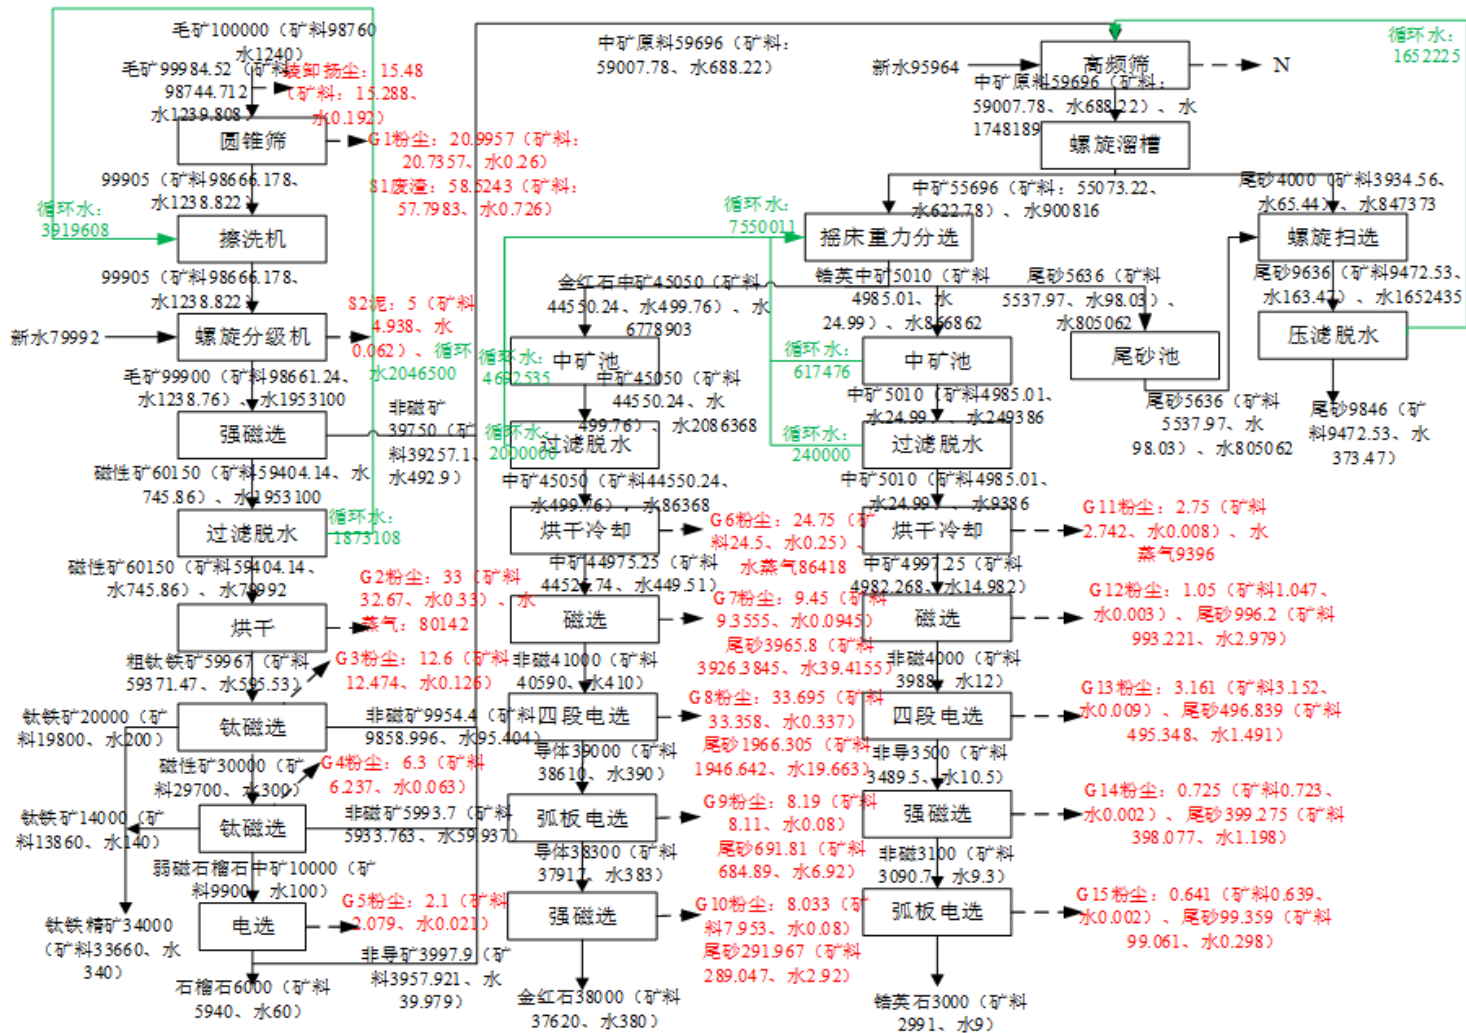 毛矿100000（矿料98760
水1240）
毛矿99984.52（矿料
98744.712
水1239.808）
装卸扬尘：15.48
（矿料：15.288、
水0.192）
圆锥筛
G1粉尘：20.9957（矿料：
20.7357、水0.26）
S1废渣：58.5243（矿料：
57.7983、水0.726）
99905（矿料98666.178、
水1238.822）
循环水：
3919608
擦洗机
99905（矿料98666.178、
水1238.822）
S2泥：5（矿料
4.938、水
0.062）、循环
水2046500
新水79992
螺旋分级机
毛矿99900（矿料98661.24、
水1238.76）、水1953100
强磁选
非磁矿
39750（矿
料39257.1、
水492.9）
磁性矿60150（矿料59404.14、水
745.86）、水1953100
过滤脱水
循环水：
1873108
磁性矿60150（矿料59404.14、
水745.86）、水79992
烘干
G2粉尘：33（矿料
32.67、水0.33）、水
蒸气：80142
粗钛铁矿59967（矿料
59371.47、水595.53）
G3粉尘：12.6（矿料
12.474、水0.126）
钛铁矿20000（矿
料19800、水200）
钛磁选
非磁矿9954.4（矿料
9858.996、水95.404）
磁性矿30000（矿
料29700、水300）
G4粉尘：6.3（矿料
6.237、水0.063）
钛铁矿14000（矿
料13860、水140）
钛磁选
非磁矿5993.7（矿料
5933.763、水59.937）
弱磁石榴石中矿10000（矿
料9900、水100）
钛铁精矿34000
（矿料33660、水
340）
电选
G5粉尘：2.1（矿料
2.079、水0.021）
非导矿3997.9（矿
料3957.921、水
39.979）
石榴石6000（矿料
5940、水60）
中矿原料59696（矿料：
59007.78、水688.22）
新水95964
高频筛
N
循环水：
1652225
中矿原料59696（矿料：
59007.78、水688.22）、水
1748189
螺旋溜槽
中矿55696（矿料：55073.22、
水622.78）、水900816
尾砂4000（矿料3934.56、
水65.44）、水847373
循环水：
7550011
摇床重力分选
螺旋扫选
金红石中矿45050（矿料
44550.24、水499.76）、水
6778903
锆英中矿5010（矿料
4985.01、水
24.99）、水866862
尾砂5636（矿料
5537.97、水98.03）、
水805062
尾砂9636（矿料9472.53、
水163.47）、水1652435
压滤脱水
循环水：
4692535
中矿池
循环水：
617476
中矿池
尾砂池
中矿45050（矿料
44550.24、水
499.76）、水2086368
中矿5010（矿料4985.01、
水24.99）、水249386
尾砂5636（矿料
5537.97、水
98.03）、水805062
尾砂9846（矿
料9472.53、水
373.47）
循环水：
2000000
过滤脱水
循环水：
240000
过滤脱水
中矿45050（矿料44550.24、
水499.76）、水86368
中矿5010（矿料4985.01、
水24.99）、水9386
烘干冷却
G6粉尘：24.75（矿
料24.5、水0.25）、
水蒸气86418
烘干冷却
G11粉尘：2.75（矿料
2.742、水0.008）、水
蒸气9396
中矿44975.25（矿料
44525.74、水449.51）
中矿4997.25（矿料
4982.268、水14.982）
磁选
G7粉尘：9.45（矿料
9.3555、水0.0945）、
尾砂3965.8（矿料
3926.3845、水39.4155）
磁选
G12粉尘：1.05（矿料1.047、
水0.003）、尾砂996.2（矿料
993.221、水2.979）
非磁41000（矿料
40590、水410）
非磁4000（矿料
3988、水12）
四段电选
G8粉尘：33.695（矿料
33.358、水0.337）、
尾砂1966.305（矿料
1946.642、水19.663）
四段电选
G13粉尘：3.161（矿料3.152、
水0.009）、尾砂496.839（矿料
495.348、水1.491）
导体39000（矿料
38610、水390）
非导3500（矿料
3489.5、水10.5）
弧板电选
G9粉尘：8.19（矿料
8.11、水0.08）
尾砂691.81（矿料
684.89、水6.92）
强磁选
G14粉尘：0.725（矿料0.723、
水0.002）、尾砂399.275（矿料
398.077、水1.198）
导体38300（矿料
37917、水383）
非磁3100（矿料
3090.7、水9.3）
强磁选
G10粉尘：8.033（矿
料7.953、水0.08）
尾砂291.967（矿料
289.047、水2.92）
弧板电选
G15粉尘：0.641（矿料0.639、
水0.002）、尾砂99.359（矿料
99.061、水0.298）
金红石38000（矿料
37620、水380）
锆英石3000（矿料
2991、水9）